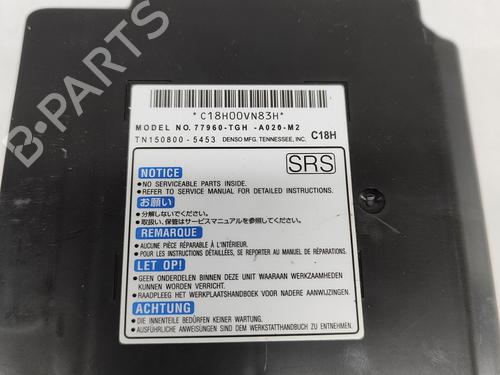 *C18H00VN83H*
MODEL NO. 77960-TGH -A020-M2
C18H
TN150800 - 5453 DENSO MFG. TENNESSEE, INC.
SRS
NOTICE
●NO SERVICEABLE PARTS INSIDE.
●REFER TO SERVICE MANUAL FOR DETAILED INSTRUCTIONS.
お願い
●分解しないでください。
●取扱い、保管はサービスマニュアルを参照してください。
REMARQUE
●AUCUNE PIÈCE RÉPARABLE À L'INTÉRIEUR.
●POUR LES INSTRUCTIONS DÉTAILLÉES, SE REPORTER AU MANUEL DE RÉPARATIONS.
LET OP!
●GEEN ONDERDELEN BINNEN DEZE UNIT WAARAAN WERKZAAMHEDEN
KUNNEN WORDEN VERRICHT.
●RAADPLEEG HET WERKPLAATSHANDBOEK VOOR NADERE AANWIJZINGEN.
ACHTUNG
●DIE INNENTEILE BEDÜRFEN KEINER WARTUNG.
●AUSFÜHRLICHE ANWEISUNGEN SIND DEM WERKSTATTHANDBUCH ZU ENTNEHMEN.
B-PARTS